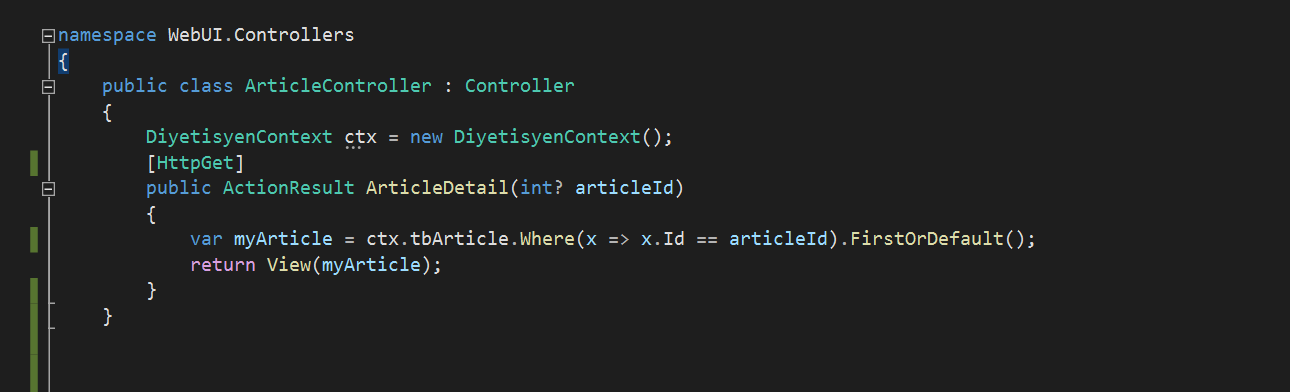 namespace WebUI.Controllers
{
public class ArticleController : Controller
{
DiyetisyenContext ctx = new DiyetisyenContext();
[HttpGet]
public ActionResult ArticleDetail(int? articleId)
{
var myArticle = ctx.tbArticle.Where(x => x.Id == articleId).FirstOrDefault();
return View(myArticle);
}
}